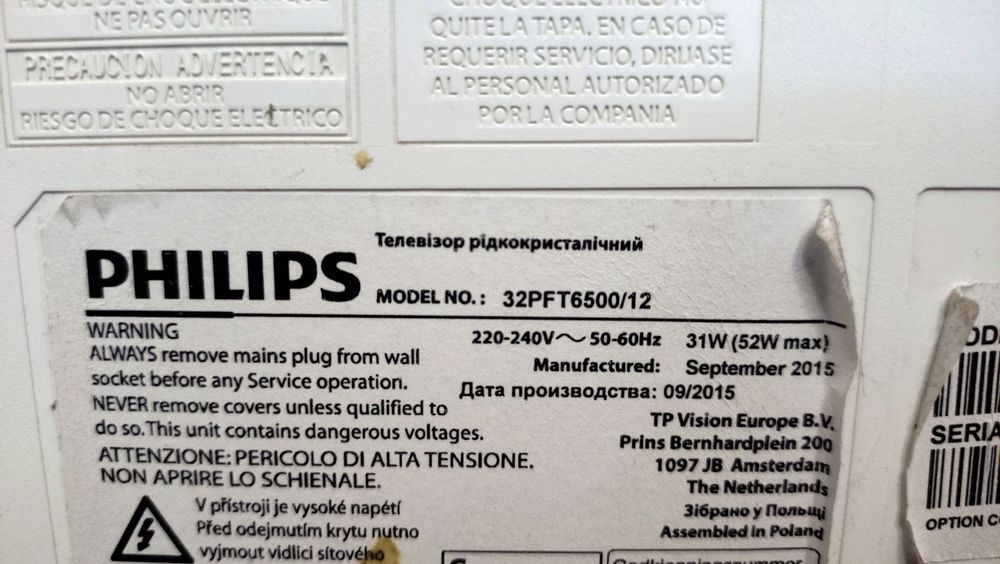 NE PAS OUVRIR
PRECAUCION ADVERTENCIA
NO ABRIR
RIESGO DE CHOQUE ELECTRICO
QUITE LA TAPA. EN CASO DE
REQUERIR SERVICIO, DIRIJASE
AL PERSONAL AUTORIZADO
POR LA COMPANIA
PHILIPS
Телевізор рідкокристалічний
MODEL NO.: 32PFT6500/12
WARNING
ALWAYS remove mains plug from wall
socket before any Service operation.
NEVER remove covers unless qualified to
do so. This unit contains dangerous voltages.
ATTENZIONE: PERICOLO DI ALTA TENSIONE.
NON APRIRE LO SCHIENALE.
V přístroji je vysoké napětí
Před odejmutím krytu nutno
vyjmout vidlici síťového
220-240V～ 50-60Hz 31W (52W max)
Manufactured: September 2015
Дата производства: 09/2015
TP Vision Europe B.V.
Prins Bernhardplein 200
1097 JB Amsterdam
The Netherlands
Зібрано у Польщі
Assembled in Poland
SERIA
OPTION CO